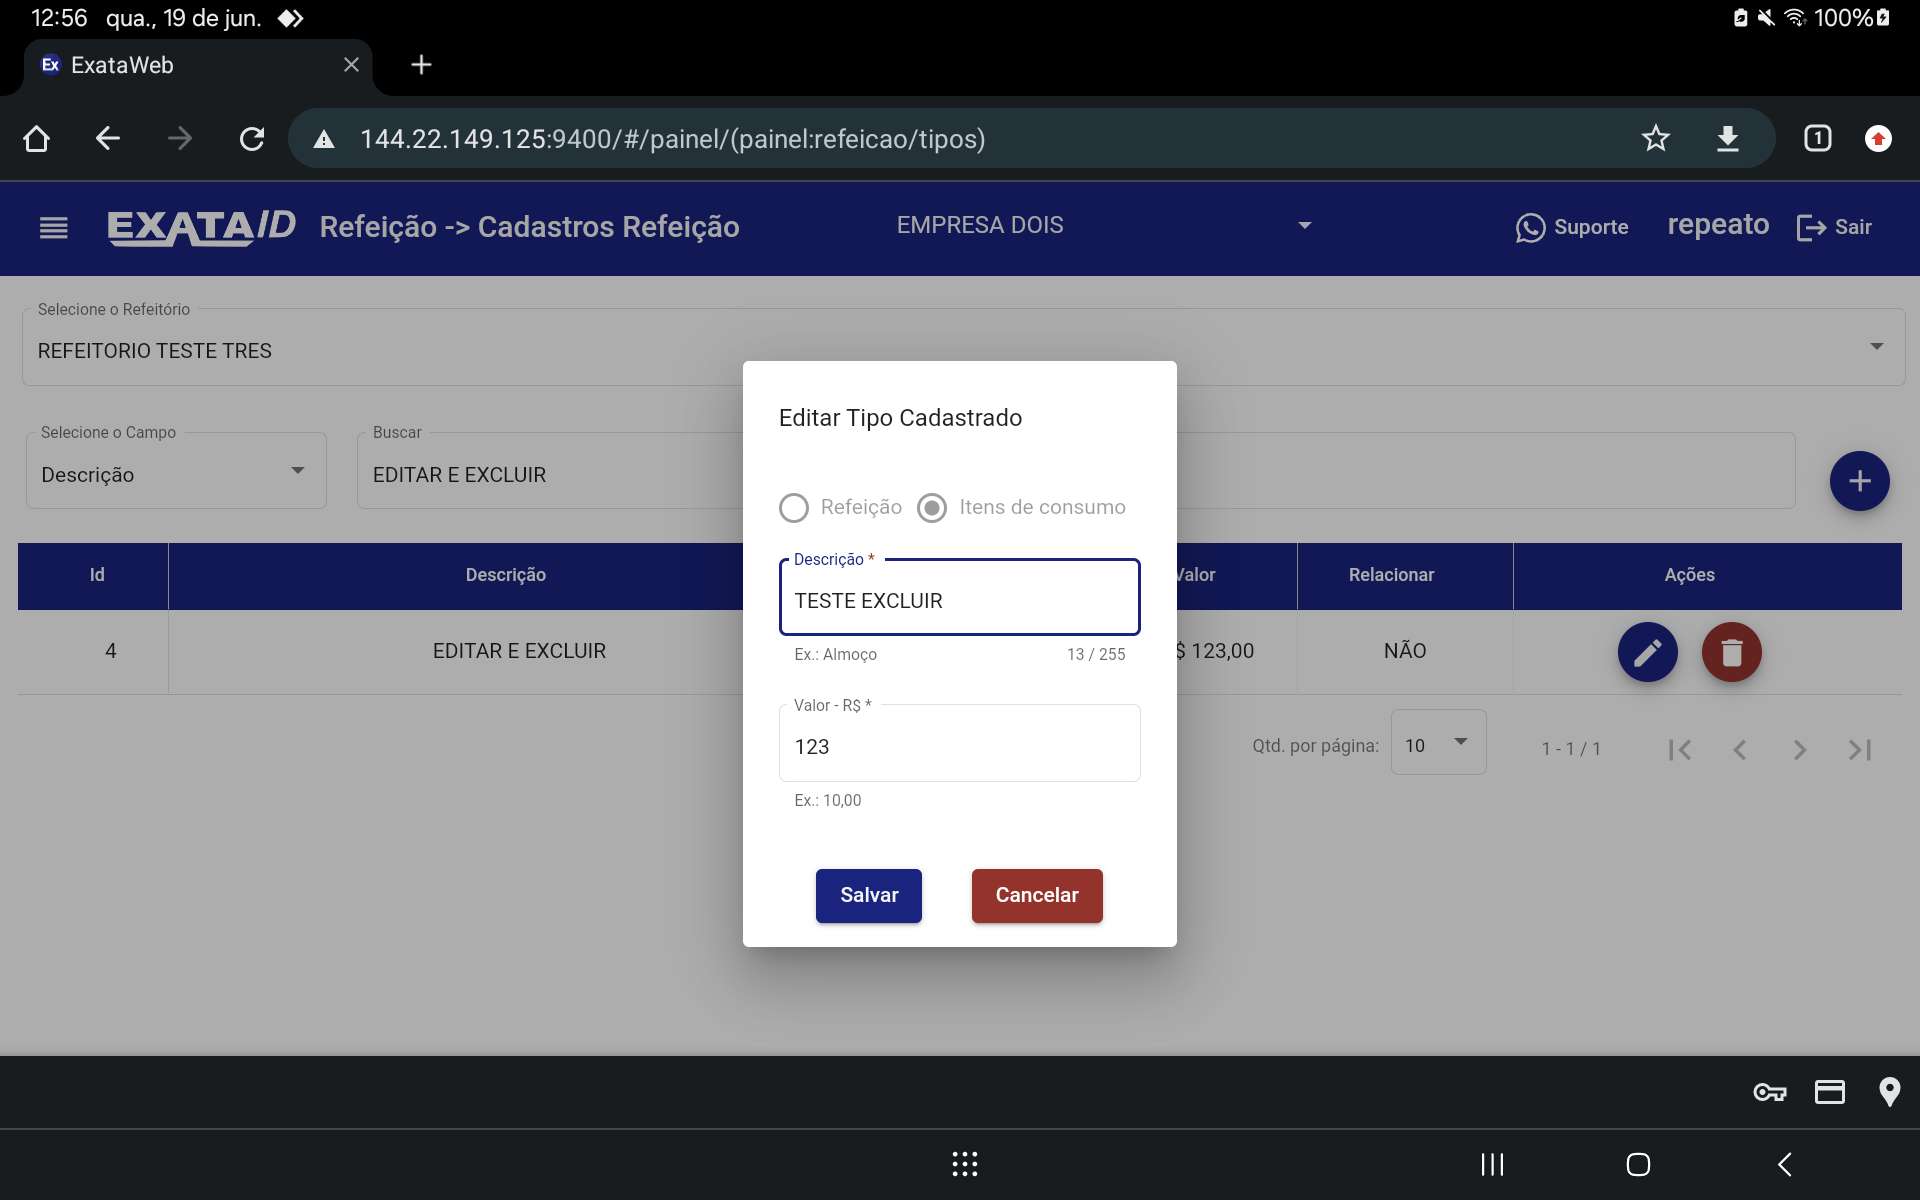 12:56 qua., 19 de jun. 100%
Ex ExataWeb
144.22.149.125:9400/#/painel/(painel:refeicao/tipos) 1
EXATAID Refeição -> Cadastros Refeição EMPRESA DOIS Suporte repeato Sair
Selecione o Refeitório
REFEITORIO TESTE TRES
Selecione o Campo
Descrição
Buscar
EDITAR E EXCLUIR
Id Descrição Valor Relacionar Ações
4 EDITAR E EXCLUIR $ 123,00 NÃO
Qtd. por página: 10 1 - 1 / 1
Editar Tipo Cadastrado
Refeição Itens de consumo
Descrição *
TESTE EXCLUIR
Ex.: Almoço 13 / 255
Valor - R$ *
123
Ex.: 10,00
Salvar Cancelar